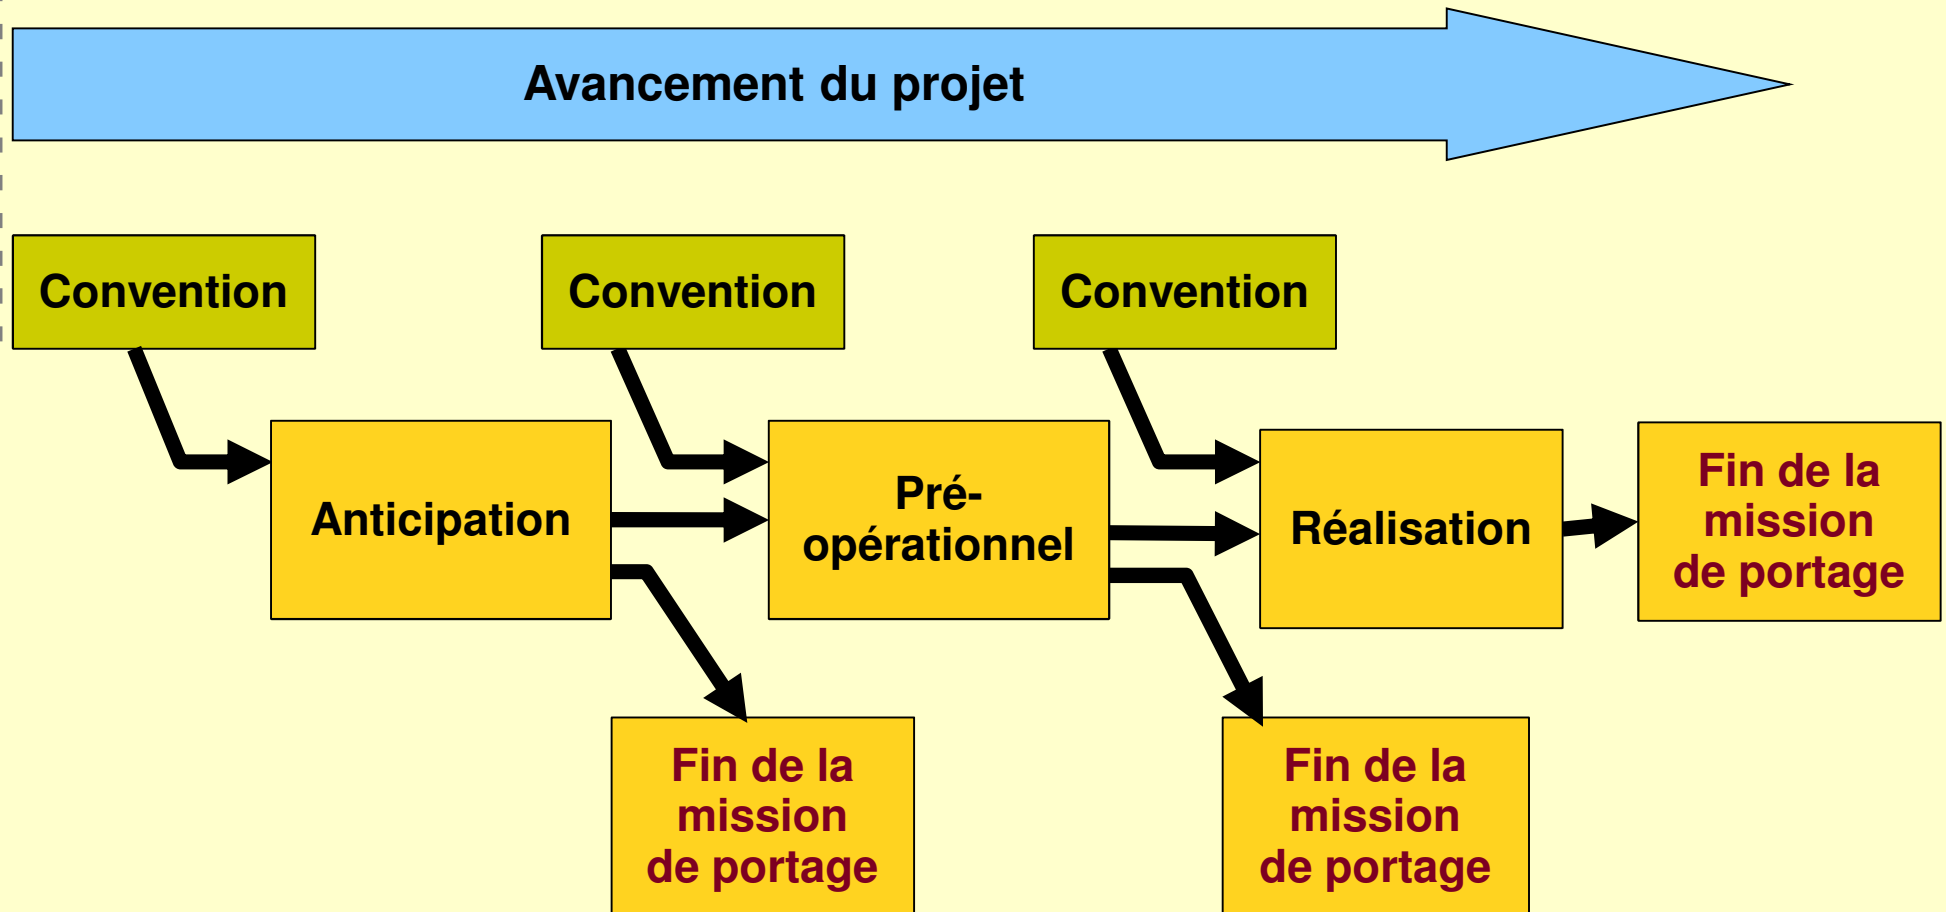 Avancement du projet
Convention
Convention
Convention
Anticipation
Pré-
opérationnel
Réalisation
Fin de la
mission
de portage
Fin de la
mission
de portage
Fin de la
mission
de portage